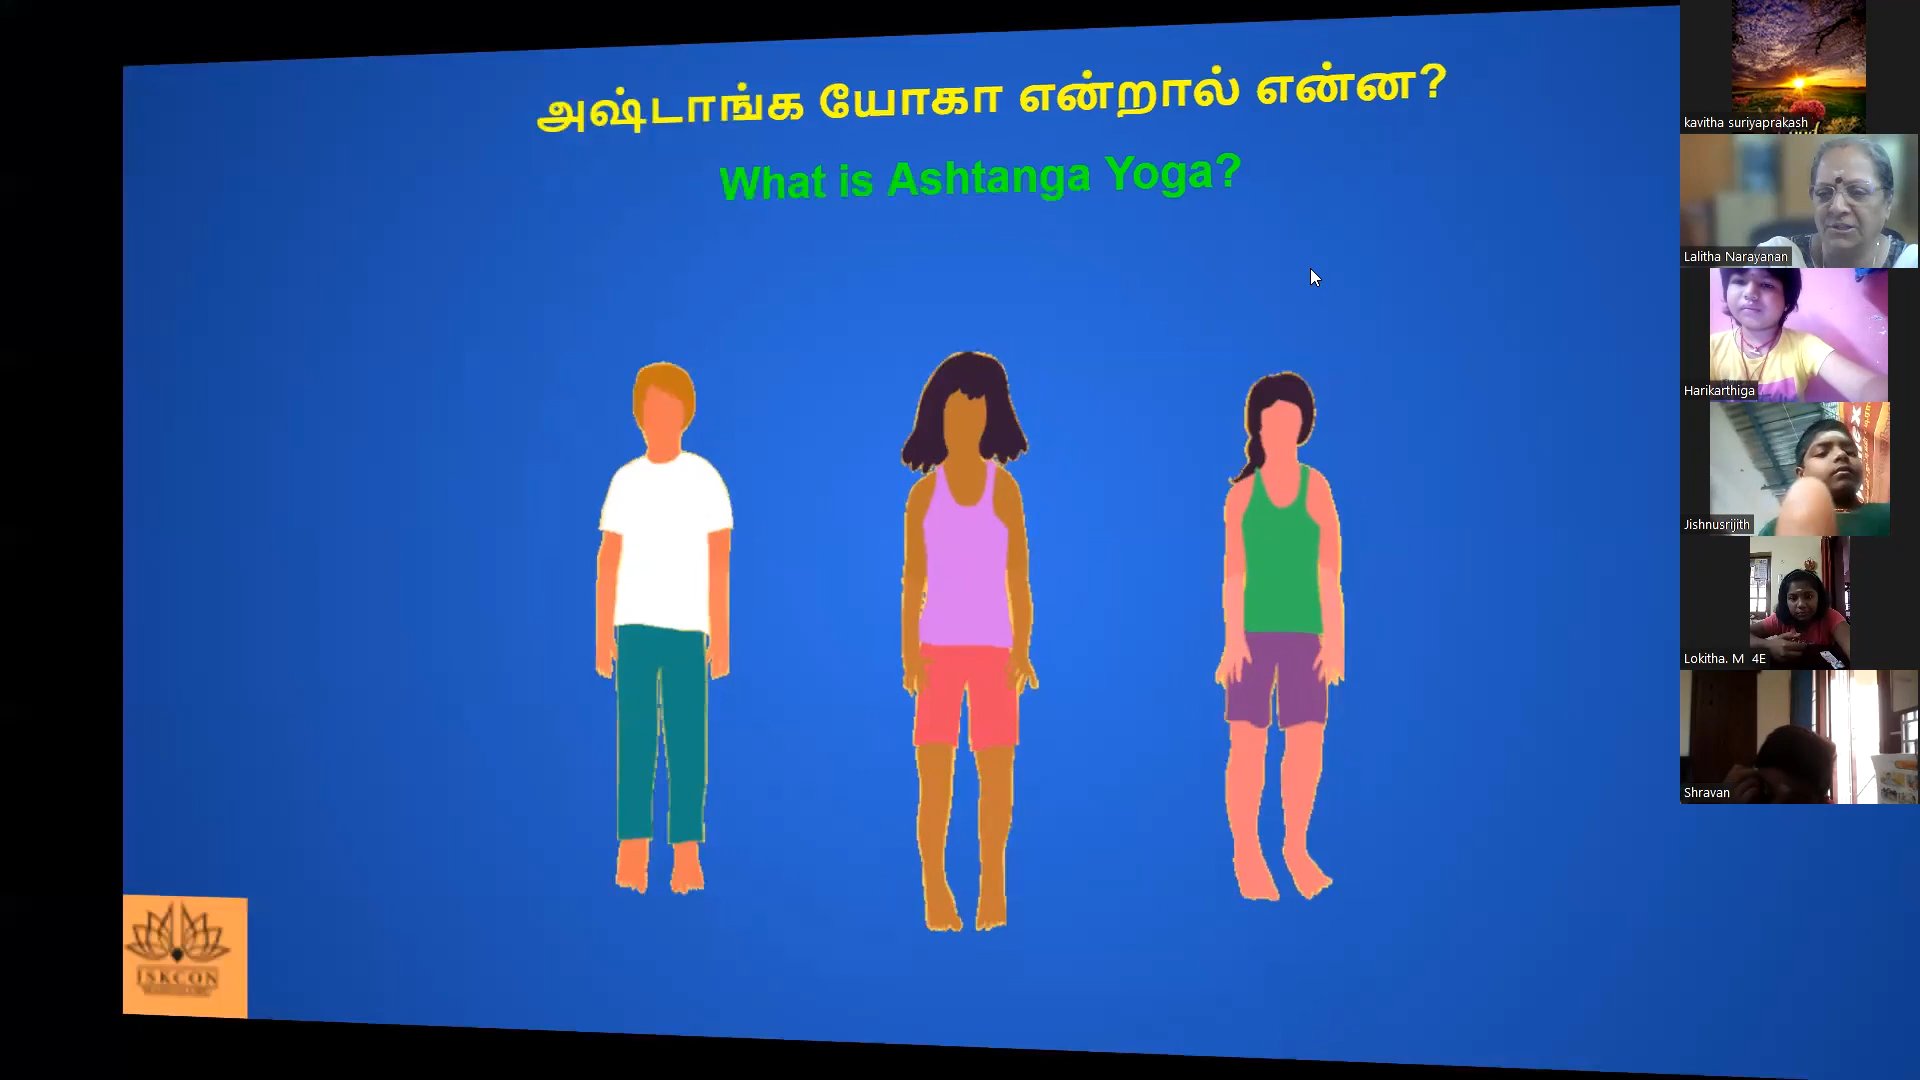 அஷ்டாங்க யோகா என்றால் என்ன?
What is Ashtanga Yoga?
kavitha suriyaprakash
Lalitha Narayanan
Harikarthiga
Jishnusrijith
Lokitha. M 4E
Shravan
ISKCON